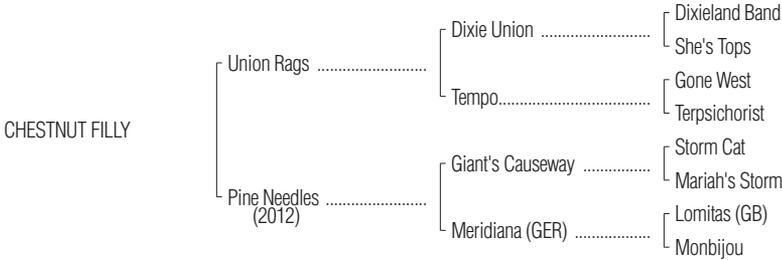 Dixieland Band
Dixie Union ..........................
She's Tops
Union Rags ..........................
Gone West
Tempo....................................
Terpsichorist
CHESTNUT FILLY
Storm Cat
Giant's Causeway ................
Mariah's Storm
Pine Needles ........................
(2012)
Lomitas (GB)
Meridiana (GER) ..................
Monbijou